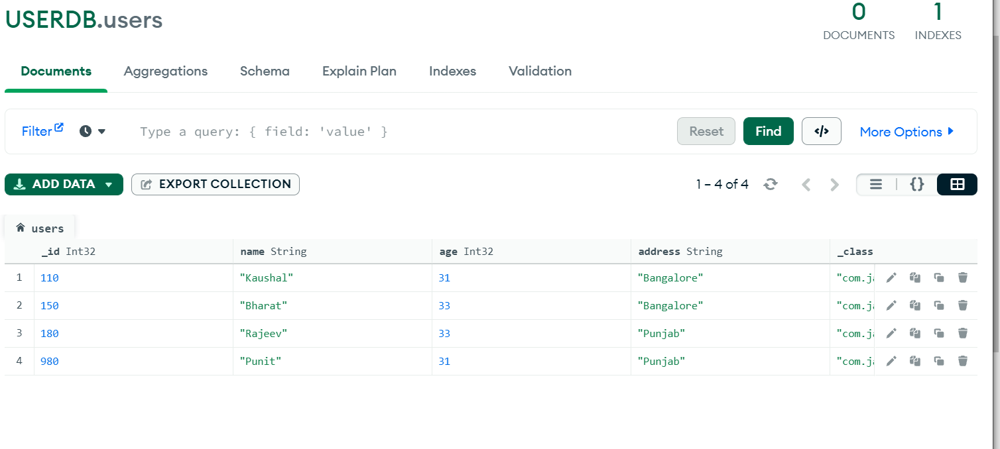 USERDB.users
0 1
DOCUMENTS INDEXES
Documents Aggregations Schema Explain Plan Indexes Validation
Filter Type a query: { field: 'value' } Reset Find </> More Options
ADD DATA EXPORT COLLECTION 1 – 4 of 4 {}
users
_id Int32 name String age Int32 address String _class
1 110 "Kaushal" 31 "Bangalore" "com.ja
2 150 "Bharat" 33 "Bangalore" "com.ja
3 180 "Rajeev" 33 "Punjab" "com.ja
4 980 "Punit" 31 "Punjab" "com.ja